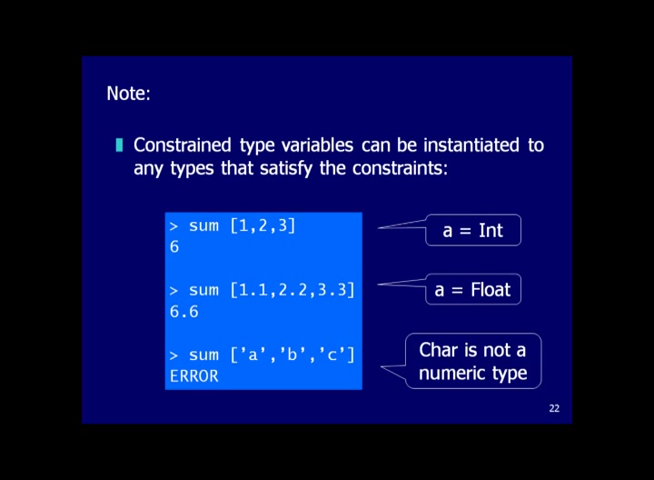 Note:
Constrained type variables can be instantiated to
any types that satisfy the constraints:
> sum [1,2,3]
6
a = Int
> sum [1.1,2.2,3.3]
6.6
a = Float
> sum [’a’,’b’,’c’]
ERROR
Char is not a
numeric type
22